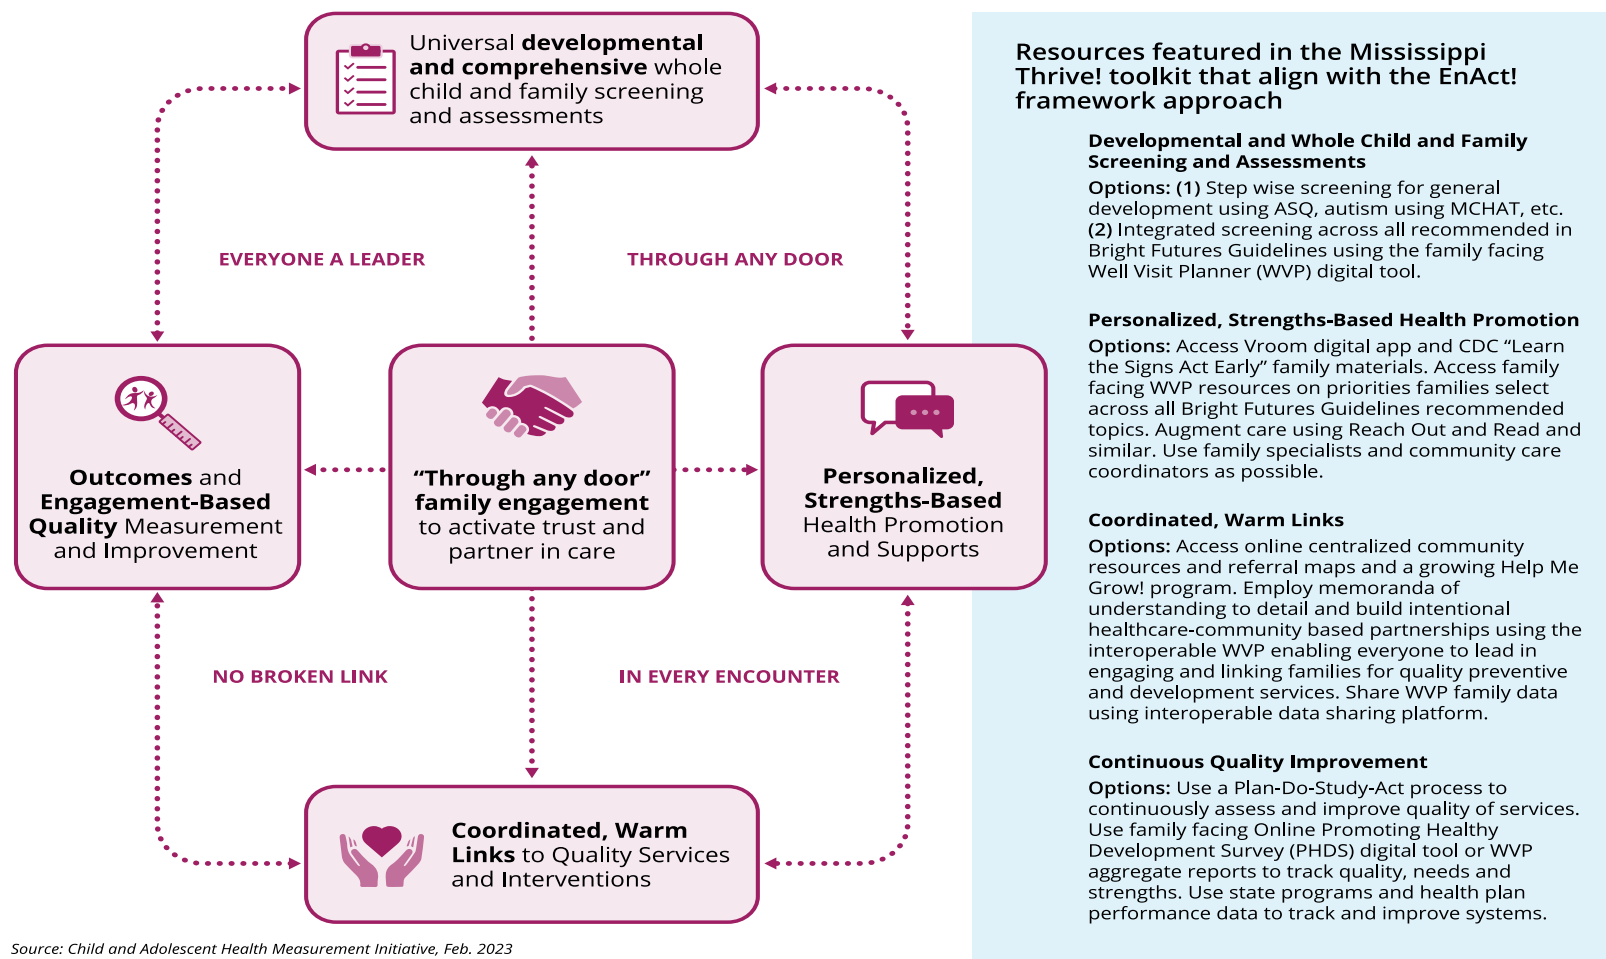 Universal developmental
and comprehensive whole
child and family screening
and assessments
EVERYONE A LEADER
THROUGH ANY DOOR
Outcomes and
Engagement-Based
Quality Measurement
and Improvement
“Through any door”
family engagement
to activate trust and
partner in care
Personalized,
Strengths-Based
Health Promotion
and Supports
NO BROKEN LINK
IN EVERY ENCOUNTER
Coordinated, Warm
Links to Quality Services
and Interventions
Source: Child and Adolescent Health Measurement Initiative, Feb. 2023
Resources featured in the Mississippi
Thrive! toolkit that align with the EnAct!
framework approach
Developmental and Whole Child and Family
Screening and Assessments
Options: (1) Step wise screening for general
development using ASQ, autism using MCHAT, etc.
(2) Integrated screening across all recommended in
Bright Futures Guidelines using the family facing
Well Visit Planner (WVP) digital tool.
Personalized, Strengths-Based Health Promotion
Options: Access Vroom digital app and CDC “Learn
the Signs Act Early” family materials. Access family
facing WVP resources on priorities families select
across all Bright Futures Guidelines recommended
topics. Augment care using Reach Out and Read and
similar. Use family specialists and community care
coordinators as possible.
Coordinated, Warm Links
Options: Access online centralized community
resources and referral maps and a growing Help Me
Grow! program. Employ memoranda of
understanding to detail and build intentional
healthcare-community based partnerships using the
interoperable WVP enabling everyone to lead in
engaging and linking families for quality preventive
and development services. Share WVP family data
using interoperable data sharing platform.
Continuous Quality Improvement
Options: Use a Plan-Do-Study-Act process to
continuously assess and improve quality of services.
Use family facing Online Promoting Healthy
Development Survey (PHDS) digital tool or WVP
aggregate reports to track quality, needs and
strengths. Use state programs and health plan
performance data to track and improve systems.